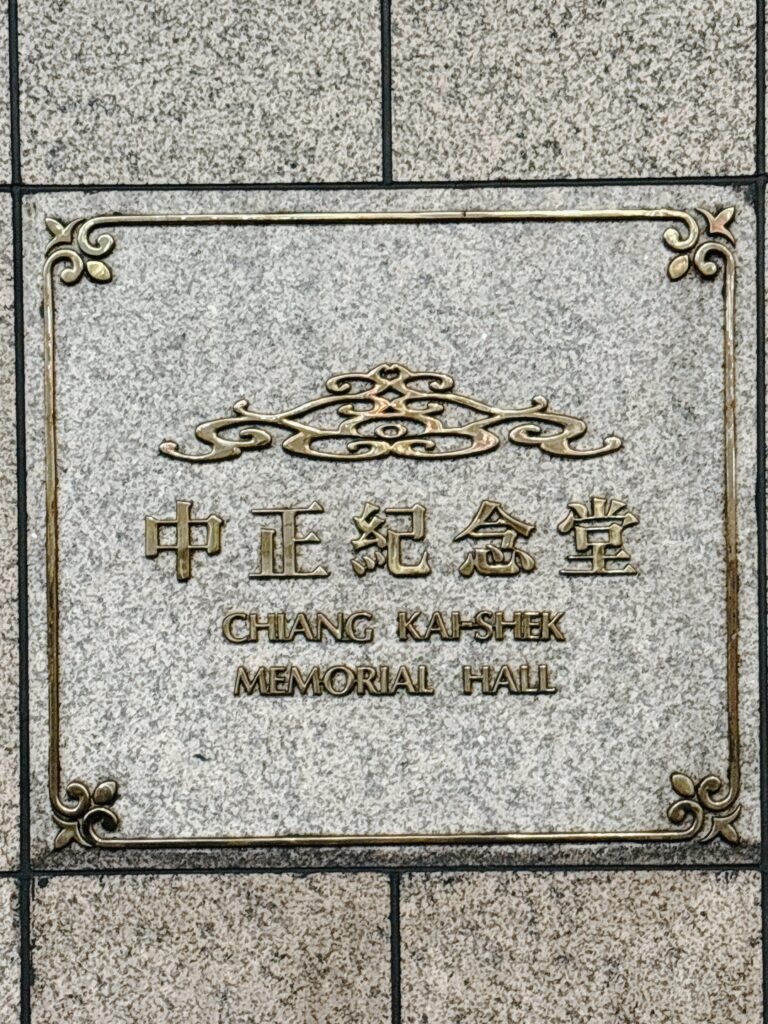 中正紀念堂
CHIANG KAI-SHEK
MEMORIAL HALL